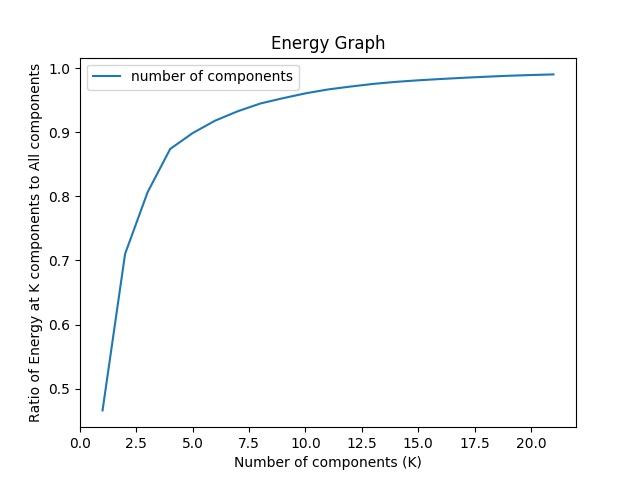 Energy Graph
number of components
Ratio of Energy at K components to All components
1.0
0.9
0.8
0.7
0.6
0.5
0.0 2.5 5.0 7.5 10.0 12.5 15.0 17.5 20.0
Number of components (K)